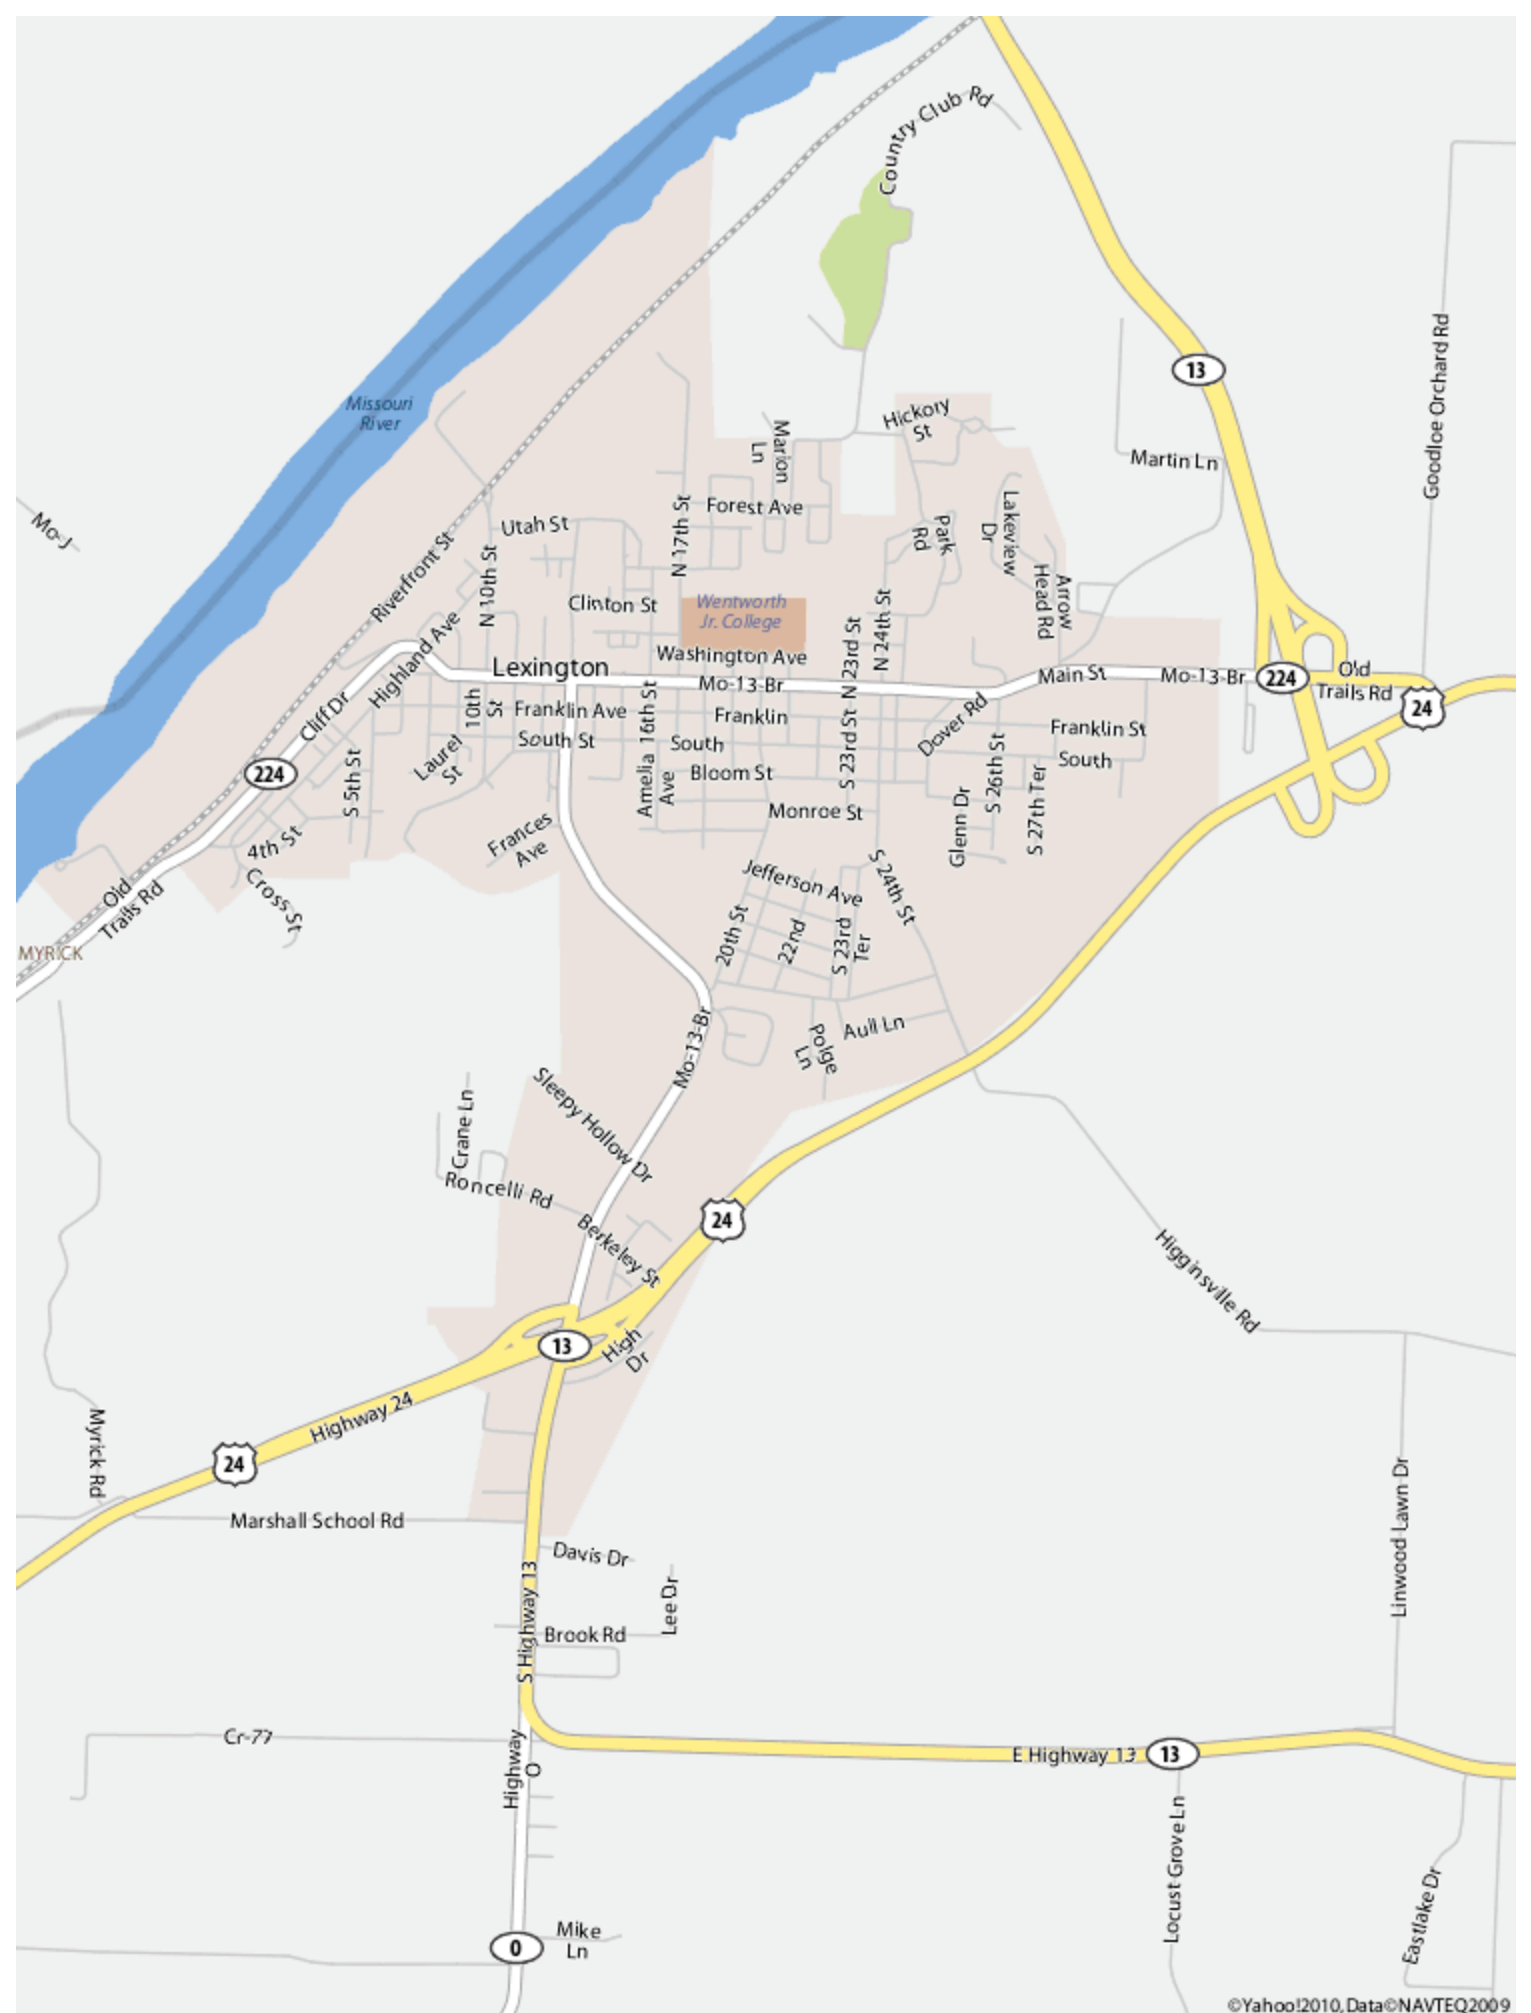 Country Club Rd
13
Goodloe Orchard Rd
Missouri
River
Hickory
St
Marion
Ln
Martin Ln
Mo-J
Utah St
N 17th St
Forest Ave
Park
Rd
Lakeview
Dr
Riverfront St
N 10th St
Clinton St
Wentworth
Jr. College
N 24th St
Arrow
Head Rd
Highland Ave
Lexington
Washington Ave
N 23rd St
Main St
Mo-13-Br
224
Old
Trails Rd
24
Mo-13-Br
Cliff Dr
10th
St
Franklin Ave
16th St
Franklin
Dover Rd
Franklin St
South St
South
S 23rd St
S 26th St
South
224
S 5th St
Laurel
St
Amelia
Ave
Bloom St
S 27th Ter
Monroe St
Glenn Dr
4th St
Frances
Ave
Jefferson Ave
S 24th St
Cross St
Old
Trails Rd
MYRICK
20th St
22nd
S 23rd
Ter
Mo-13-Br
Polge
Ln
Aull Ln
Sleepy Hollow Dr
Crane Ln
Roncelli Rd
Berkeley St
24
Higginsville Rd
13
High
Dr
Highway 24
24
Myrick Rd
Marshall School Rd
Linwood Lawn Dr
Davis Dr
S Highway 13
Lee Dr
Brook Rd
Cr-77
Highway
O
E Highway 13
13
Locust Grove Ln
Eastlake Dr
O
Mike
Ln
©Yahoo!2010, Data©NAVTEQ2009